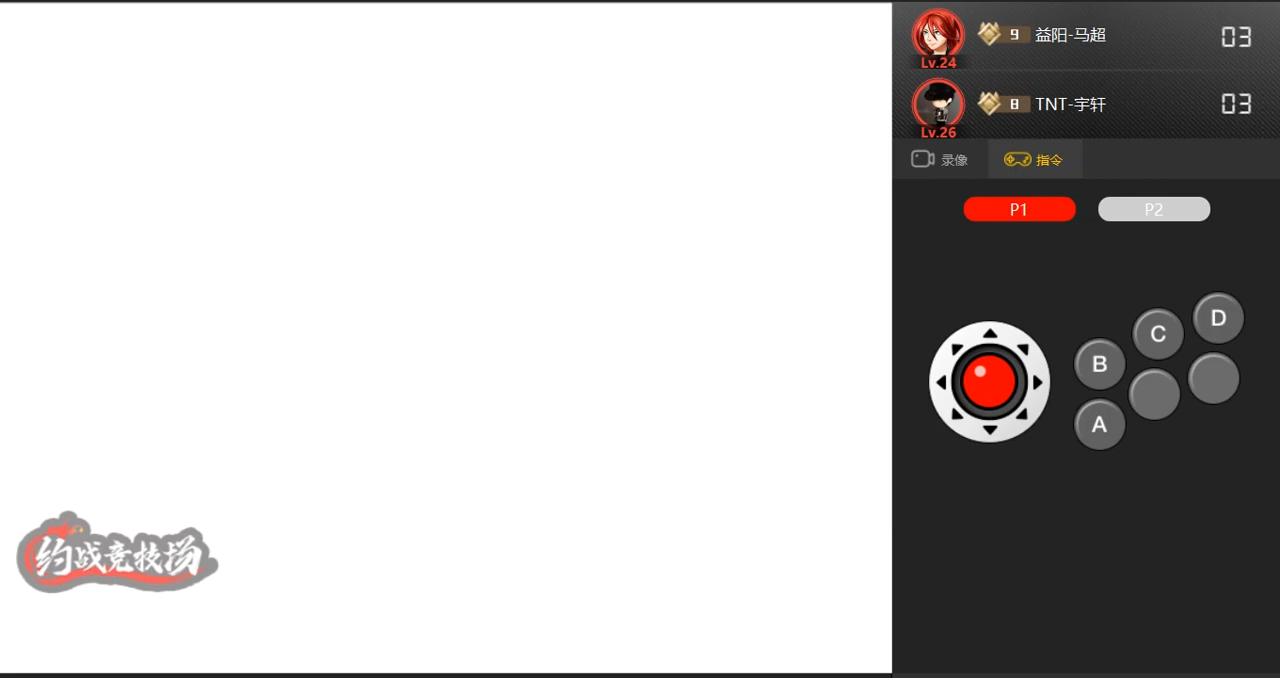 9 益阳-马超 03
Lv.24
8 TNT-宇轩 03
Lv.26
录像 指令
P1 P2
D
C
B
A
约战竞技场